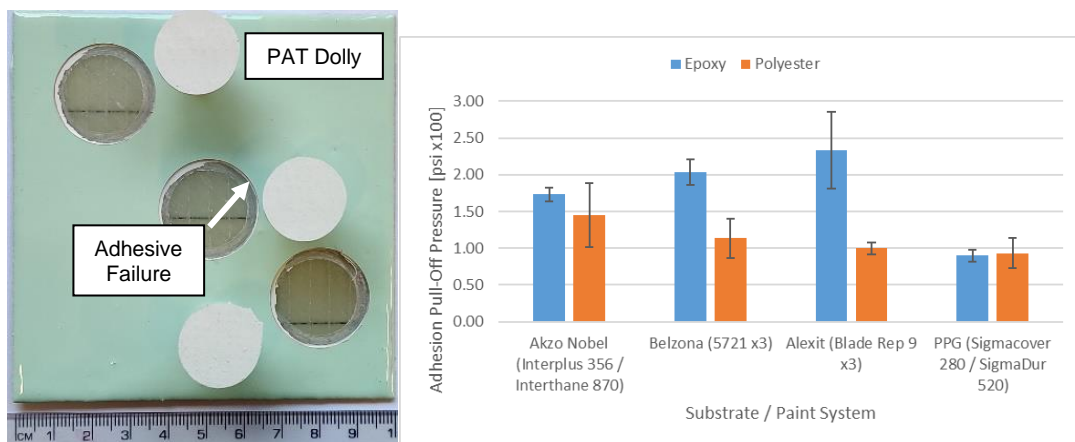 PAT Dolly
Adhesive
Failure
CM 1 2 3 4 5 6 7 8 9 1
Epoxy Polyester
Adhesion Pull-Off Pressure [psi x100]
3.00
2.50
2.00
1.50
1.00
0.50
0.00
Akzo Nobel
(Interplus 356 /
Interthane 870)
Belzona (5721 x3)
Alexit (Blade Rep 9
x3)
PPG (Sigmacover
280 / SigmaDur
520)
Substrate / Paint System